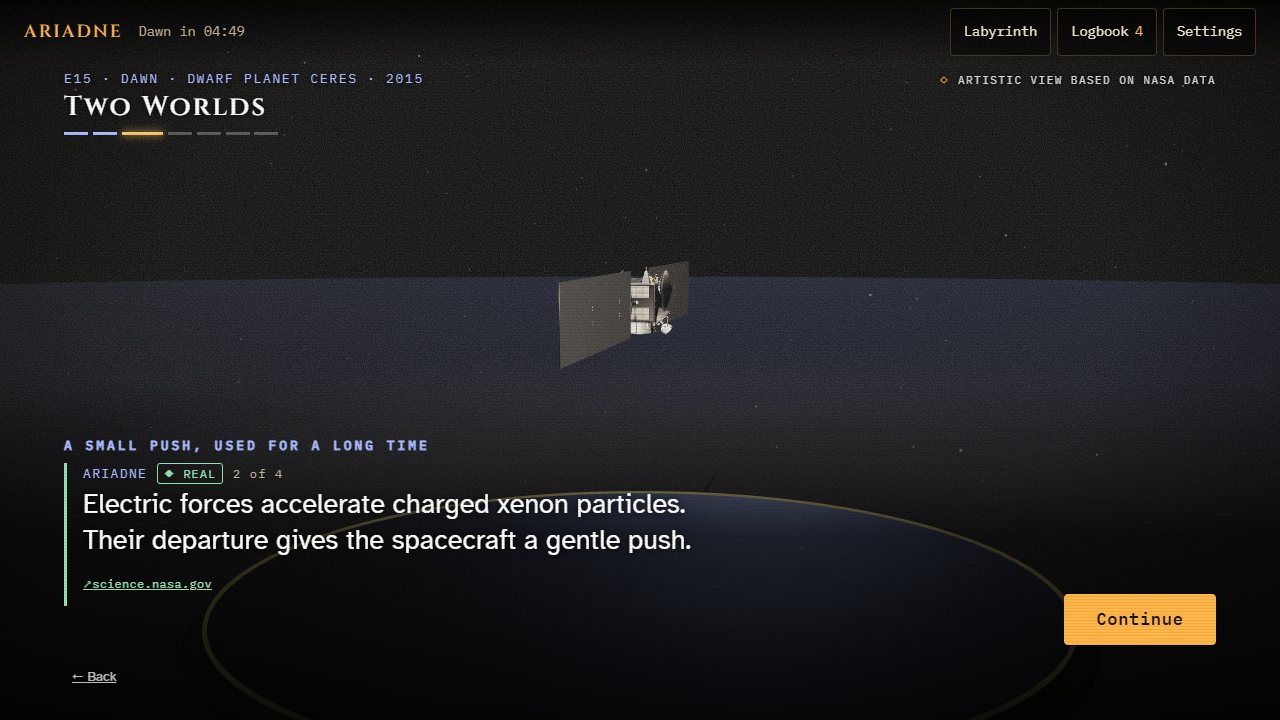 ARIADNE Dawn in 04:49 Labyrinth Logbook 4 Settings
E15 · DAWN · DWARF PLANET CERES · 2015
◇ ARTISTIC VIEW BASED ON NASA DATA
Two Worlds
A SMALL PUSH, USED FOR A LONG TIME
ARIADNE ◆ REAL 2 of 4
Electric forces accelerate charged xenon particles.
Their departure gives the spacecraft a gentle push.
↗science.nasa.gov
Continue
← Back